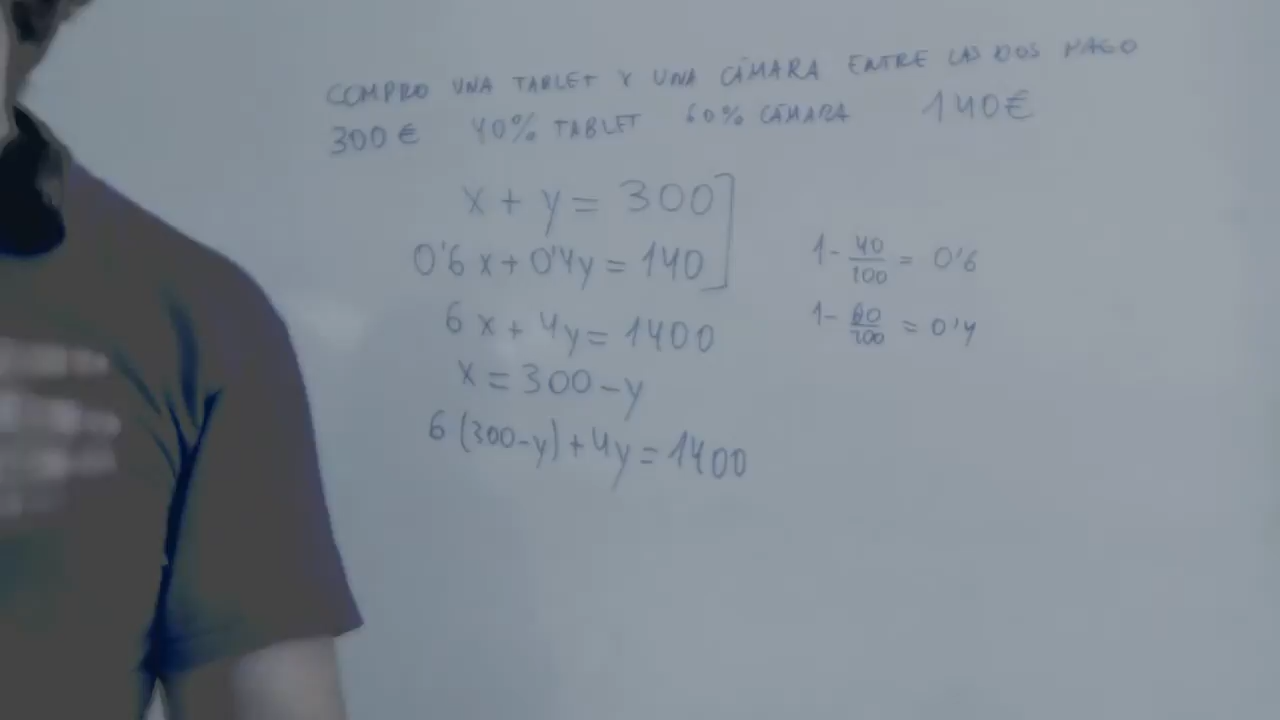 COMPRO UNA TABLET Y UNA CÁMARA ENTRE LAS DOS PAGO
300€ 40% TABLET 60% CÁMARA 140€
x + y = 300
0'6 x + 0'4y = 140
6 x + 4y = 1400
x = 300 - y
6 (300-y) + 4y = 1400
1 - 40/100 = 0'6
1 - 60/100 = 0'4